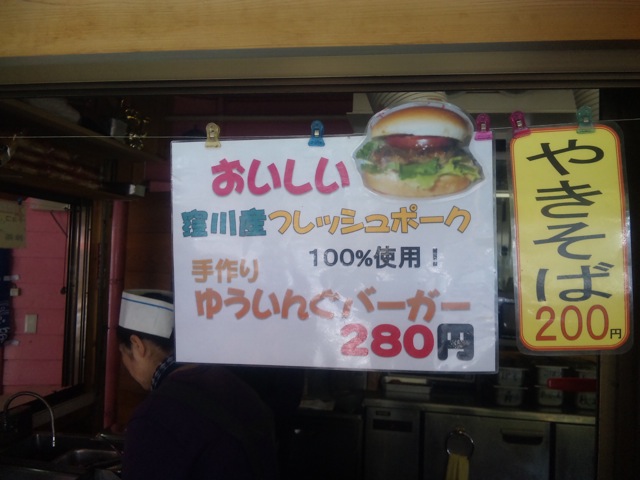 おいしい
窪川産フレッシュポーク
100%使用!
手作り
ゆういんぐバーガー
280円
やきそば
200円